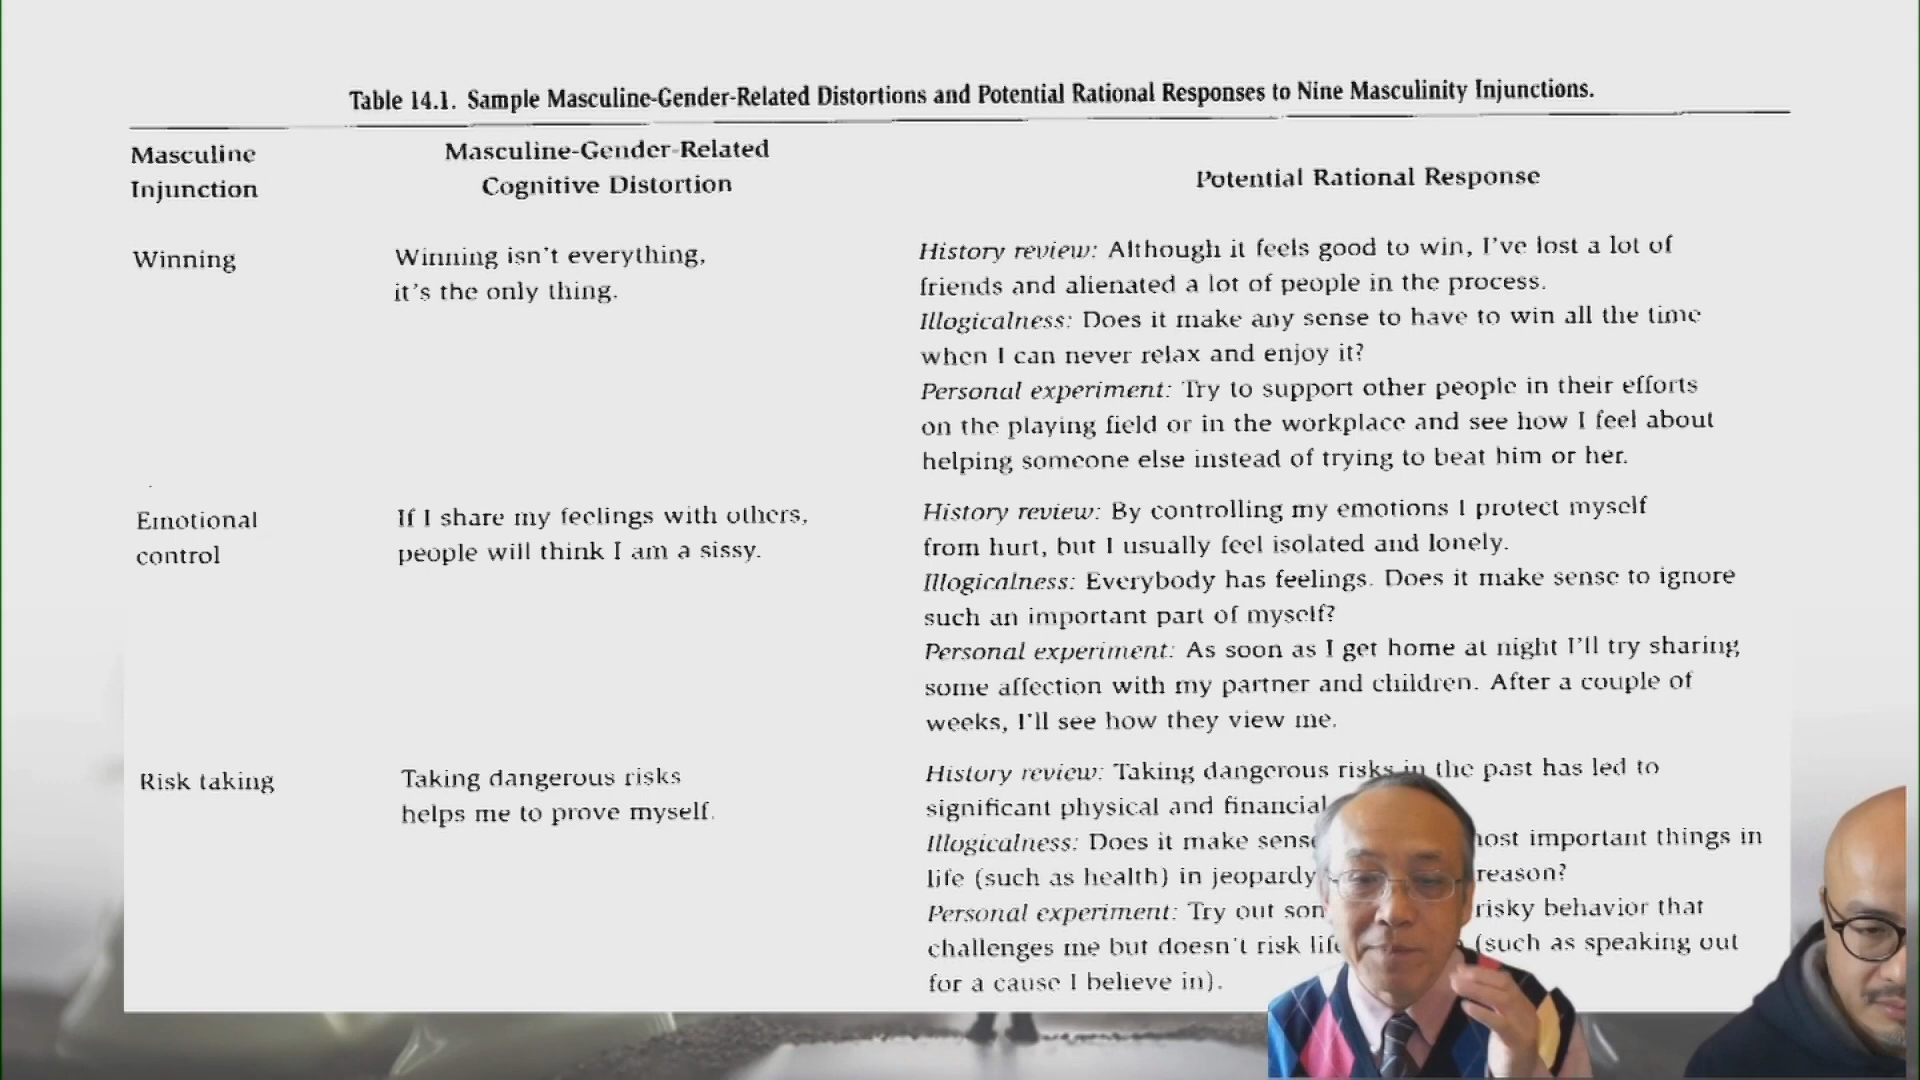 Table 14.1. Sample Masculine-Gender-Related Distortions and Potential Rational Responses to Nine Masculinity Injunctions.
Masculine
Injunction
Masculine-Gender-Related
Cognitive Distortion
Potential Rational Response
Winning
Winning isn't everything,
it's the only thing.
History review: Although it feels good to win, I've lost a lot of
friends and alienated a lot of people in the process.
Illogicalness: Does it make any sense to have to win all the time
when I can never relax and enjoy it?
Personal experiment: Try to support other people in their efforts
on the playing field or in the workplace and see how I feel about
helping someone else instead of trying to beat him or her.
Emotional
control
If I share my feelings with others,
people will think I am a sissy.
History review: By controlling my emotions I protect myself
from hurt, but I usually feel isolated and lonely.
Illogicalness: Everybody has feelings. Does it make sense to ignore
such an important part of myself?
Personal experiment: As soon as I get home at night I'll try sharing
some affection with my partner and children. After a couple of
weeks, I'll see how they view me.
Risk taking
Taking dangerous risks
helps me to prove myself.
History review: Taking dangerous risks in the past has led to
significant physical and financial
Illogicalness: Does it make sense important things in
life (such as health) in jeopardy reason?
Personal experiment: Try out risky behavior that
challenges me but doesn't risk (such as speaking out
for a cause I believe in).